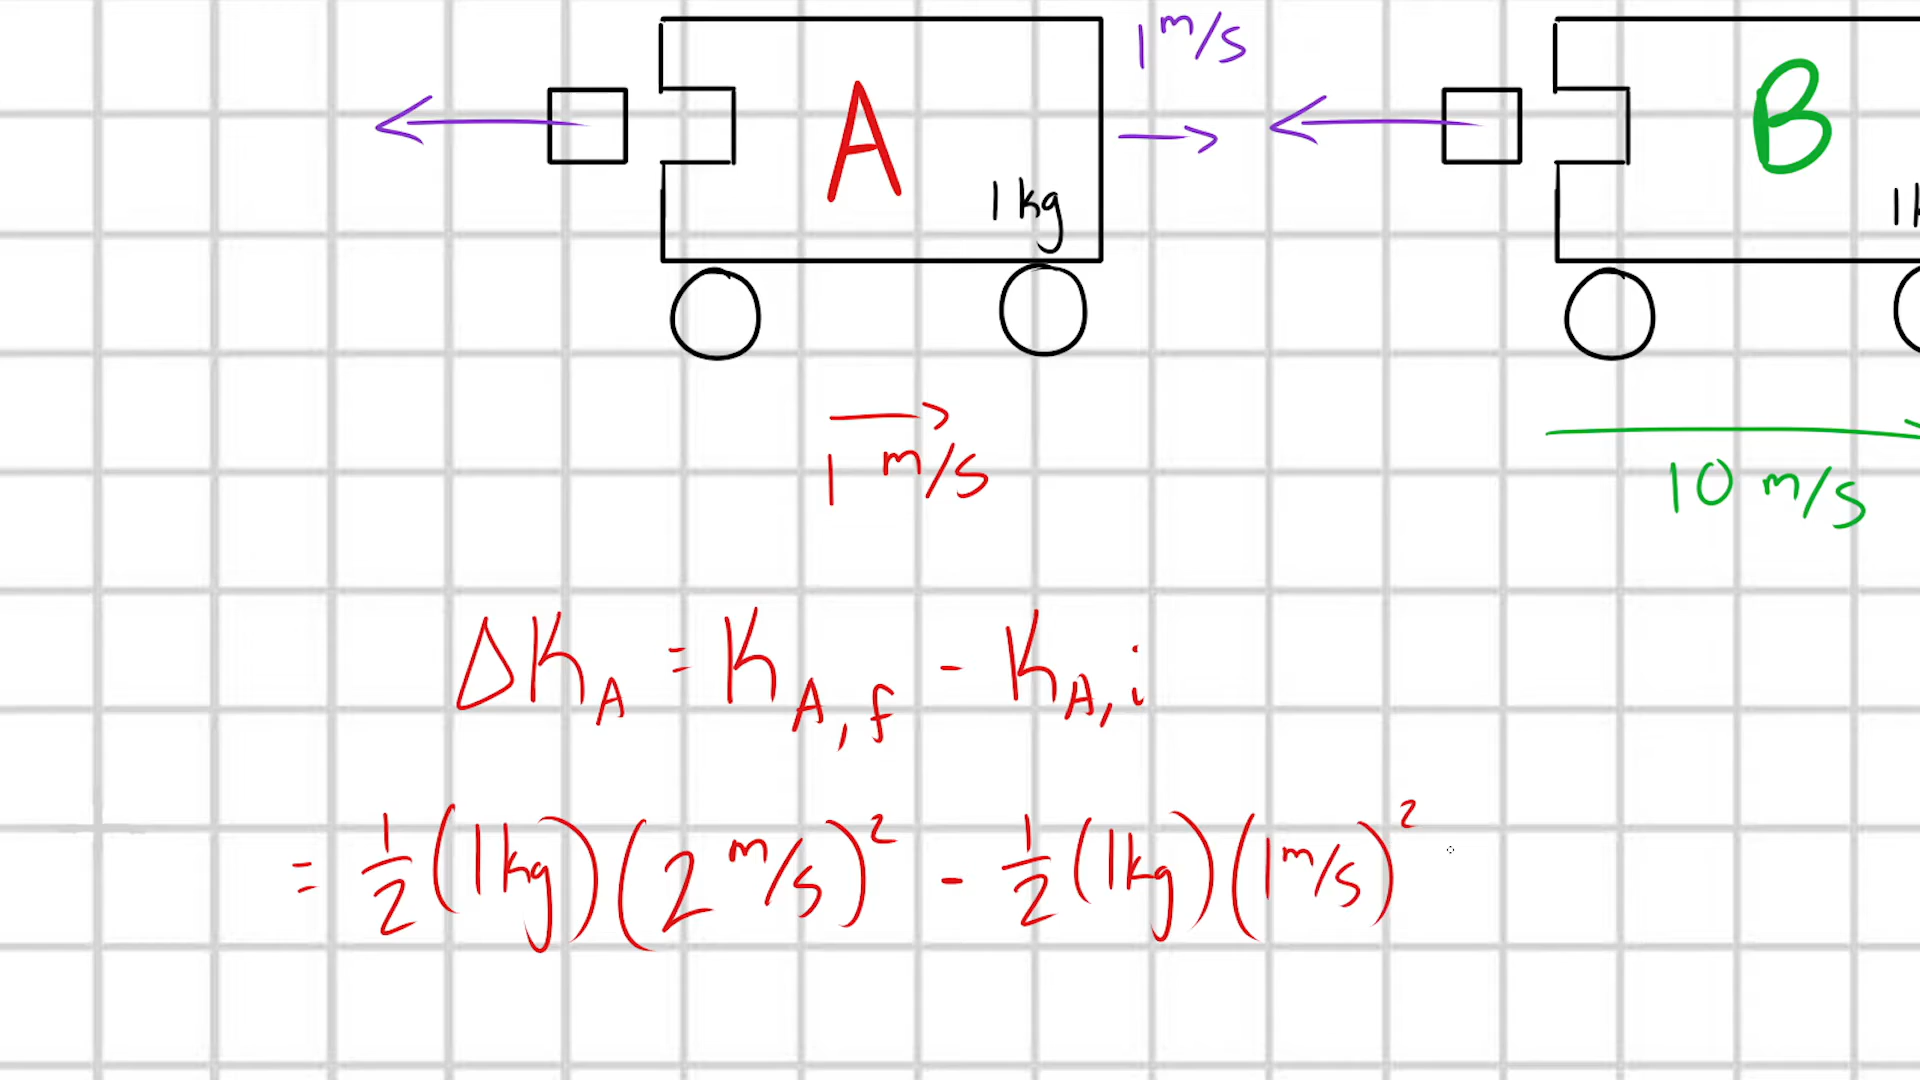 1 m/s
A
B
1 kg
1 m/s
10 m/s
ΔK_A = K_A,f - K_A,i
= 1/2 (1kg)(2 m/s)² - 1/2 (1kg)(1 m/s)²